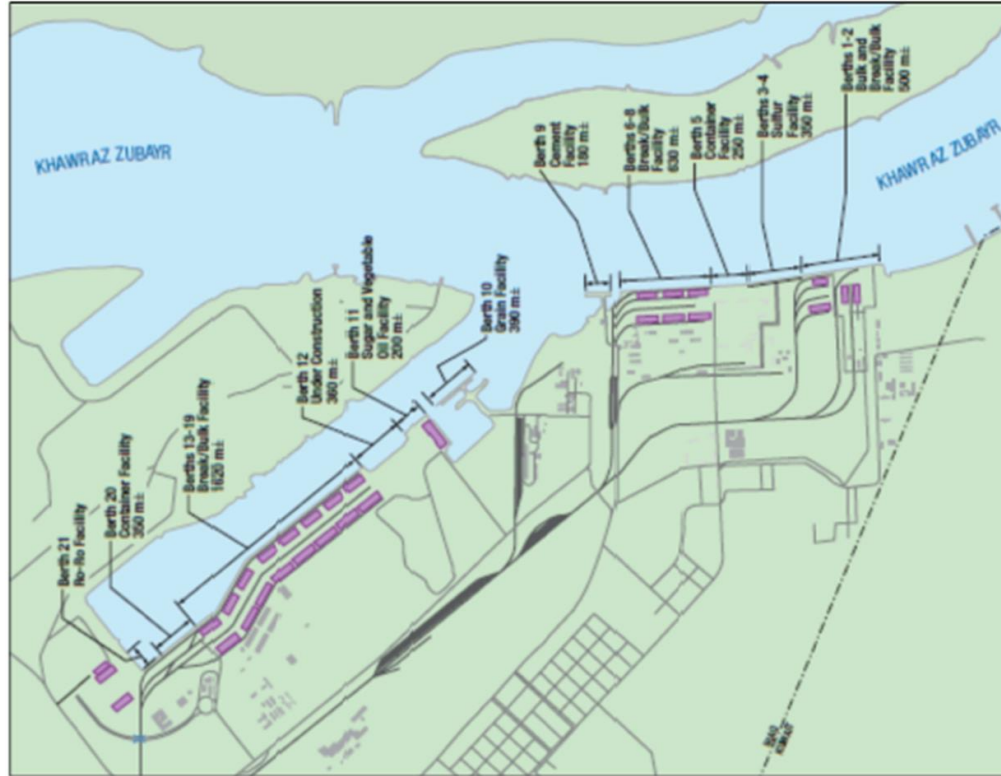 KHAWR AZ ZUBAYR
Berth 21
Ro-Ro Facility
Berth 20
Container Facility
350 m±
Berths 13-19
Break/Bulk Facility
1620 m±
Berth 12
Under Construction
360 m±
Berth 11
Sugar and Vegetable
Oil Facility
200 m±
Berth 10
Grain Facility
390 m±
Berth 9
Cement
Facility
180 m±
Berths 6-8
Break/Bulk
Facility
630 m±
Berth 5
Container
Facility
250 m±
Berths 3-4
Sulfur
Facility
350 m±
Berths 1-2
Bulk and
Break/Bulk
Facility
500 m±
KHAWR AZ ZUBAYR
IRAQ
KUWAIT